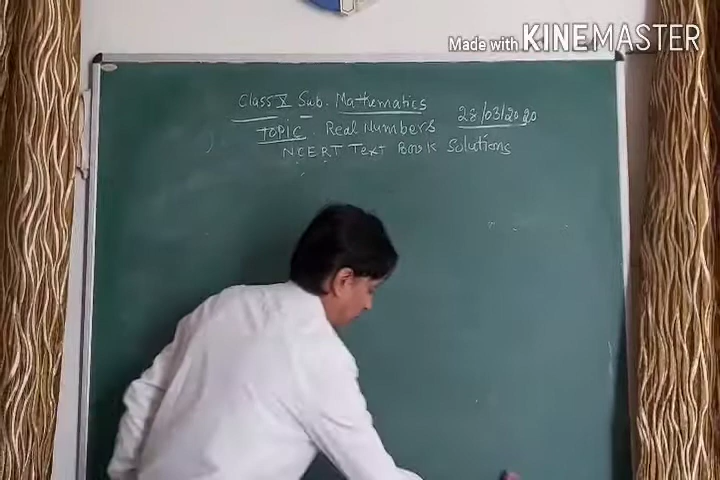 Made with KINEMASTER
Class X Sub. Mathematics 28/03/2020
TOPIC . Real Numbers
NCERT Text Book Solutions